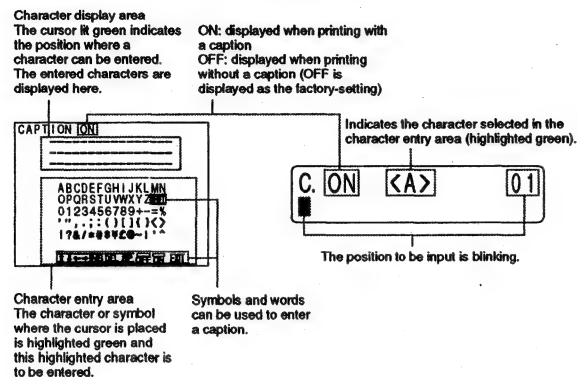 Character display area
The cursor lit green indicates
the position where a
character can be entered.
The entered characters are
displayed here.
ON: displayed when printing with
a caption
OFF: displayed when printing
without a caption (OFF is
displayed as the factory-setting)
Indicates the character selected in the
character entry area (highlighted green).
CAPTION ON
ABCDEFGHIJKLMN
OPQRSTUVWXYZ
0123456789+-=%
'",.:;()[]{}<>
!?&/*@#$¥£@~|'^
OFF ON
C. ON <A> 01
The position to be input is blinking.
Character entry area
The character or symbol
where the cursor is placed
is highlighted green and
this highlighted character is
to be entered.
Symbols and words
can be used to enter
a caption.